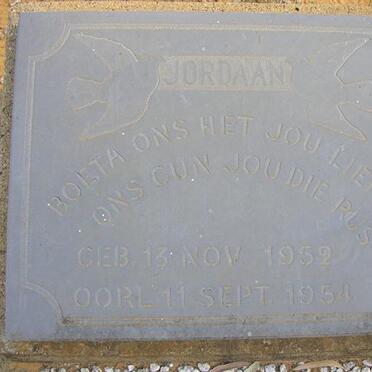 JORDAAN
BOETA ONS HET JOU LIEF
ONS GUN JOU DIE RUS
GEB. 13 NOV. 1952
OORL. 11 SEPT. 1954